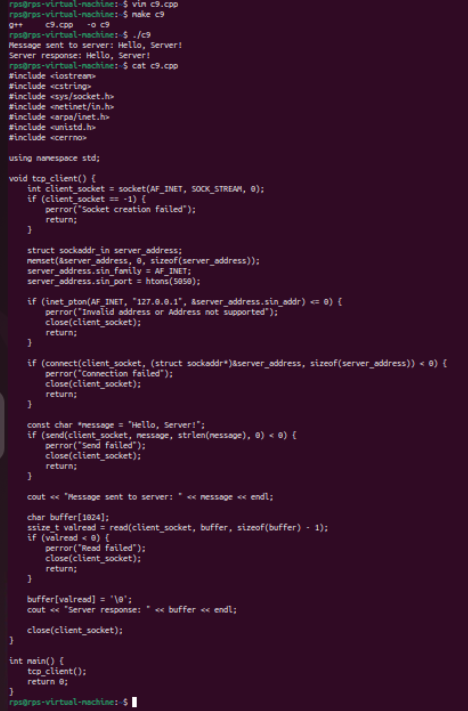 rps@rps-virtual-machine:~$ vim c9.cpp
rps@rps-virtual-machine:~$ make c9
g++     c9.cpp   -o c9
rps@rps-virtual-machine:~$ ./c9
Message sent to server: Hello, Server!
Server response: Hello, Server!
rps@rps-virtual-machine:~$ cat c9.cpp
#include <iostream>
#include <cstring>
#include <sys/socket.h>
#include <netinet/in.h>
#include <arpa/inet.h>
#include <unistd.h>
#include <cerrno>

using namespace std;

void tcp_client() {
    int client_socket = socket(AF_INET, SOCK_STREAM, 0);
    if (client_socket == -1) {
        perror("Socket creation failed");
        return;
    }

    struct sockaddr_in server_address;
    memset(&server_address, 0, sizeof(server_address));
    server_address.sin_family = AF_INET;
    server_address.sin_port = htons(5050);

    if (inet_pton(AF_INET, "127.0.0.1", &server_address.sin_addr) <= 0) {
        perror("Invalid address or Address not supported");
        close(client_socket);
        return;
    }

    if (connect(client_socket, (struct sockaddr*)&server_address, sizeof(server_address)) < 0) {
        perror("Connection failed");
        close(client_socket);
        return;
    }

    const char *message = "Hello, Server!";
    if (send(client_socket, message, strlen(message), 0) < 0) {
        perror("Send failed");
        close(client_socket);
        return;
    }

    cout << "Message sent to server: " << message << endl;

    char buffer[1024];
    ssize_t valread = read(client_socket, buffer, sizeof(buffer) - 1);
    if (valread < 0) {
        perror("Read failed");
        close(client_socket);
        return;
    }

    buffer[valread] = '\0';
    cout << "Server response: " << buffer << endl;

    close(client_socket);
}

int main() {
    tcp_client();
    return 0;
}
rps@rps-virtual-machine:~$